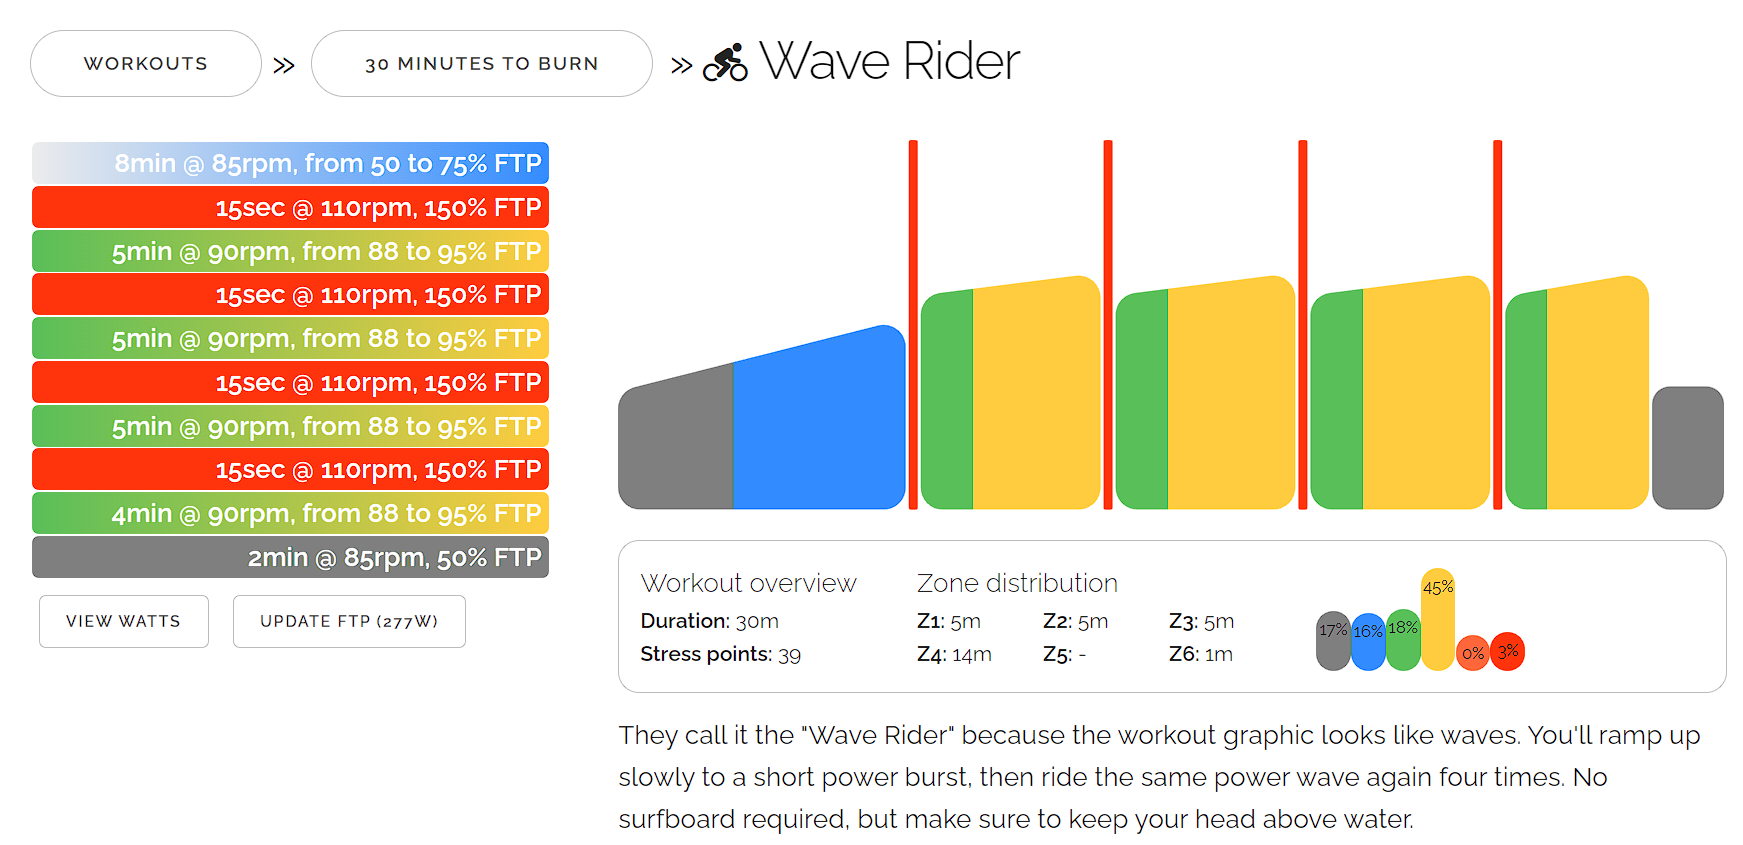 WORKOUTS » 30 MINUTES TO BURN » Wave Rider
8min @ 85rpm, from 50 to 75% FTP
15sec @ 110rpm, 150% FTP
5min @ 90rpm, from 88 to 95% FTP
15sec @ 110rpm, 150% FTP
5min @ 90rpm, from 88 to 95% FTP
15sec @ 110rpm, 150% FTP
5min @ 90rpm, from 88 to 95% FTP
15sec @ 110rpm, 150% FTP
4min @ 90rpm, from 88 to 95% FTP
2min @ 85rpm, 50% FTP
VIEW WATTS
UPDATE FTP (277W)
Workout overview
Duration: 30m
Stress points: 39
Zone distribution
Z1: 5m Z2: 5m Z3: 5m
Z4: 14m Z5: - Z6: 1m
17% 16% 18% 45% 0% 3%
They call it the "Wave Rider" because the workout graphic looks like waves. You'll ramp up
slowly to a short power burst, then ride the same power wave again four times. No
surfboard required, but make sure to keep your head above water.